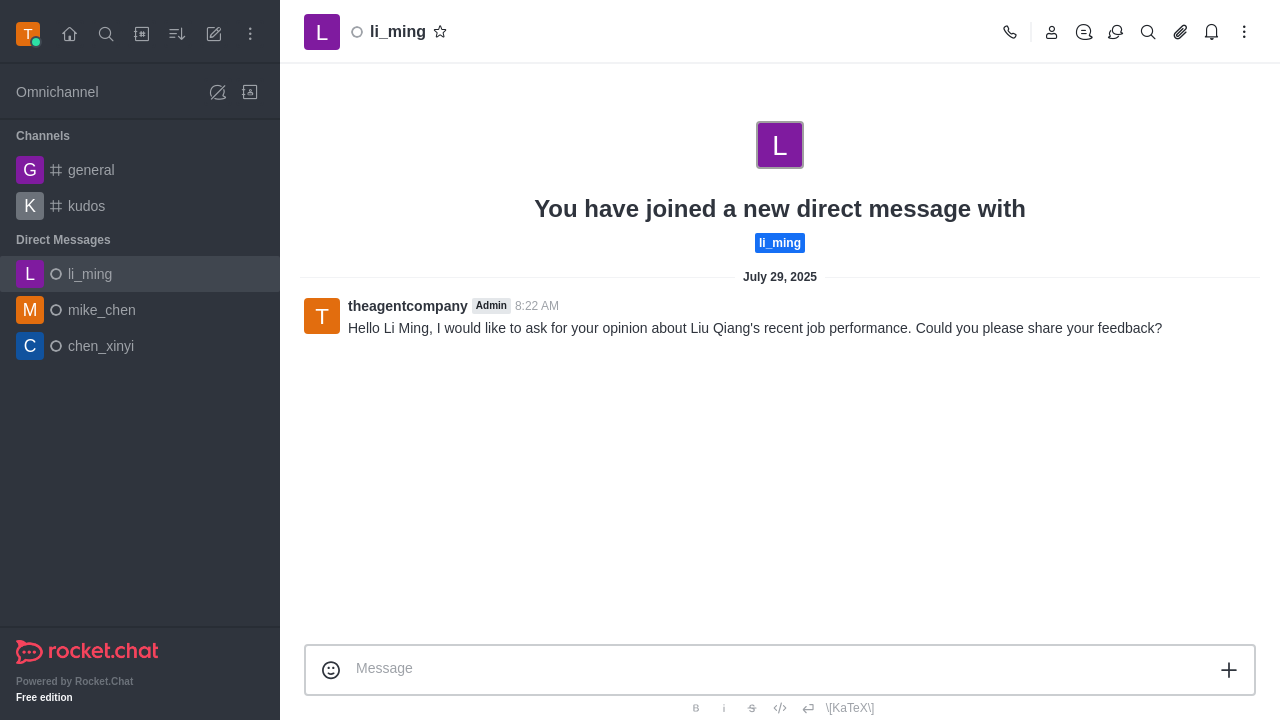 T
Omnichannel
Channels
G general
K kudos
Direct Messages
L li_ming
M mike_chen
C chen_xinyi
rocket.chat
Powered by Rocket.Chat
Free edition
L li_ming
L
You have joined a new direct message with
li_ming
July 29, 2025
T theagentcompany Admin 8:22 AM
Hello Li Ming, I would like to ask for your opinion about Liu Qiang's recent job performance. Could you please share your feedback?
Message
B i S \[KaTeX\]